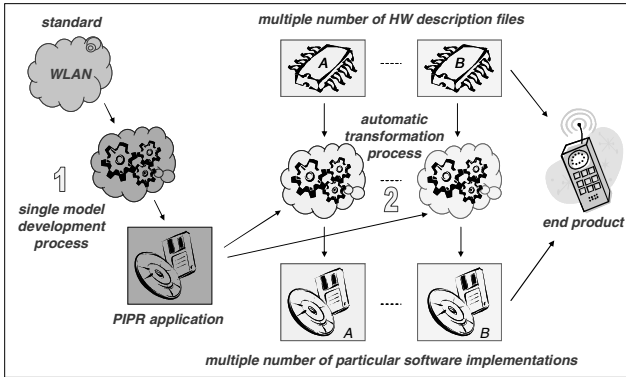 standard
multiple number of HW description files
WLAN
A
B
automatic
transformation
process
1
2
single model
development
process
end product
PIPR application
A
B
multiple number of particular software implementations